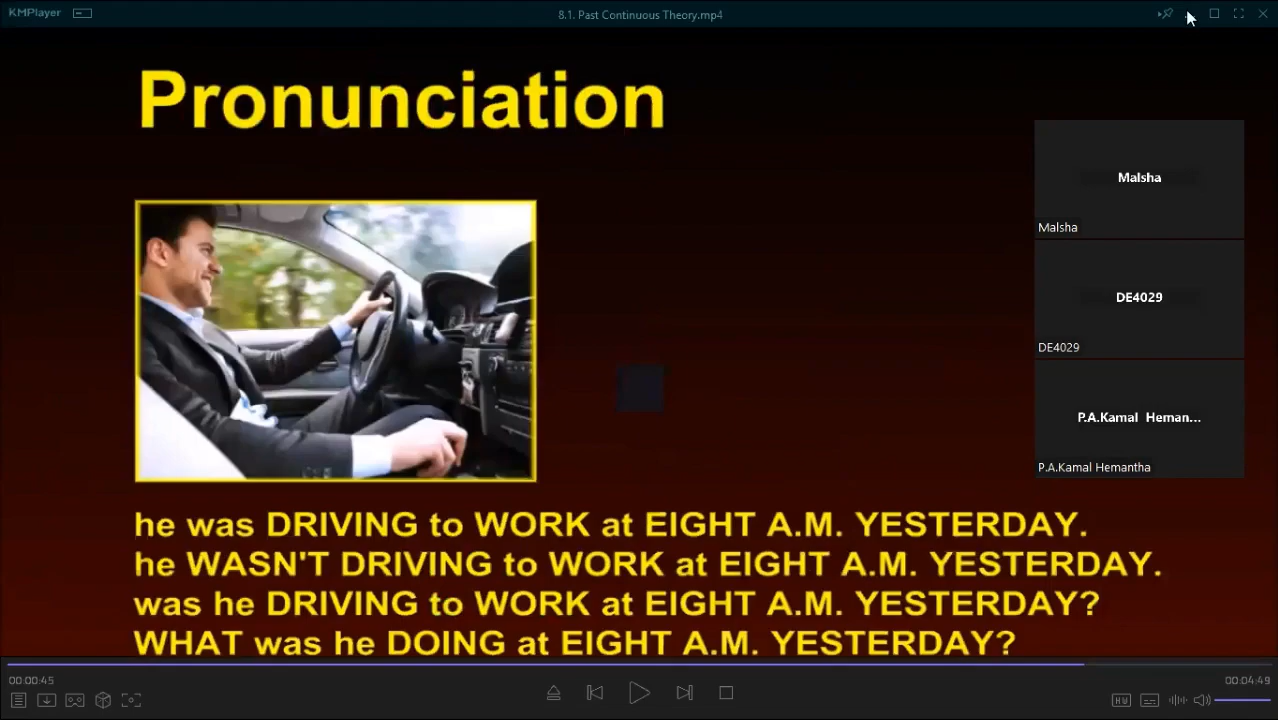 KMPlayer
8.1. Past Continuous Theory.mp4
Pronunciation
Malsha
Malsha
DE4029
DE4029
P.A.Kamal Heman...
P.A.Kamal Hemantha
he was DRIVING to WORK at EIGHT A.M. YESTERDAY.
he WASN'T DRIVING to WORK at EIGHT A.M. YESTERDAY.
was he DRIVING to WORK at EIGHT A.M. YESTERDAY?
WHAT was he DOING at EIGHT A.M. YESTERDAY?
00:00:45
00:04:49
HW